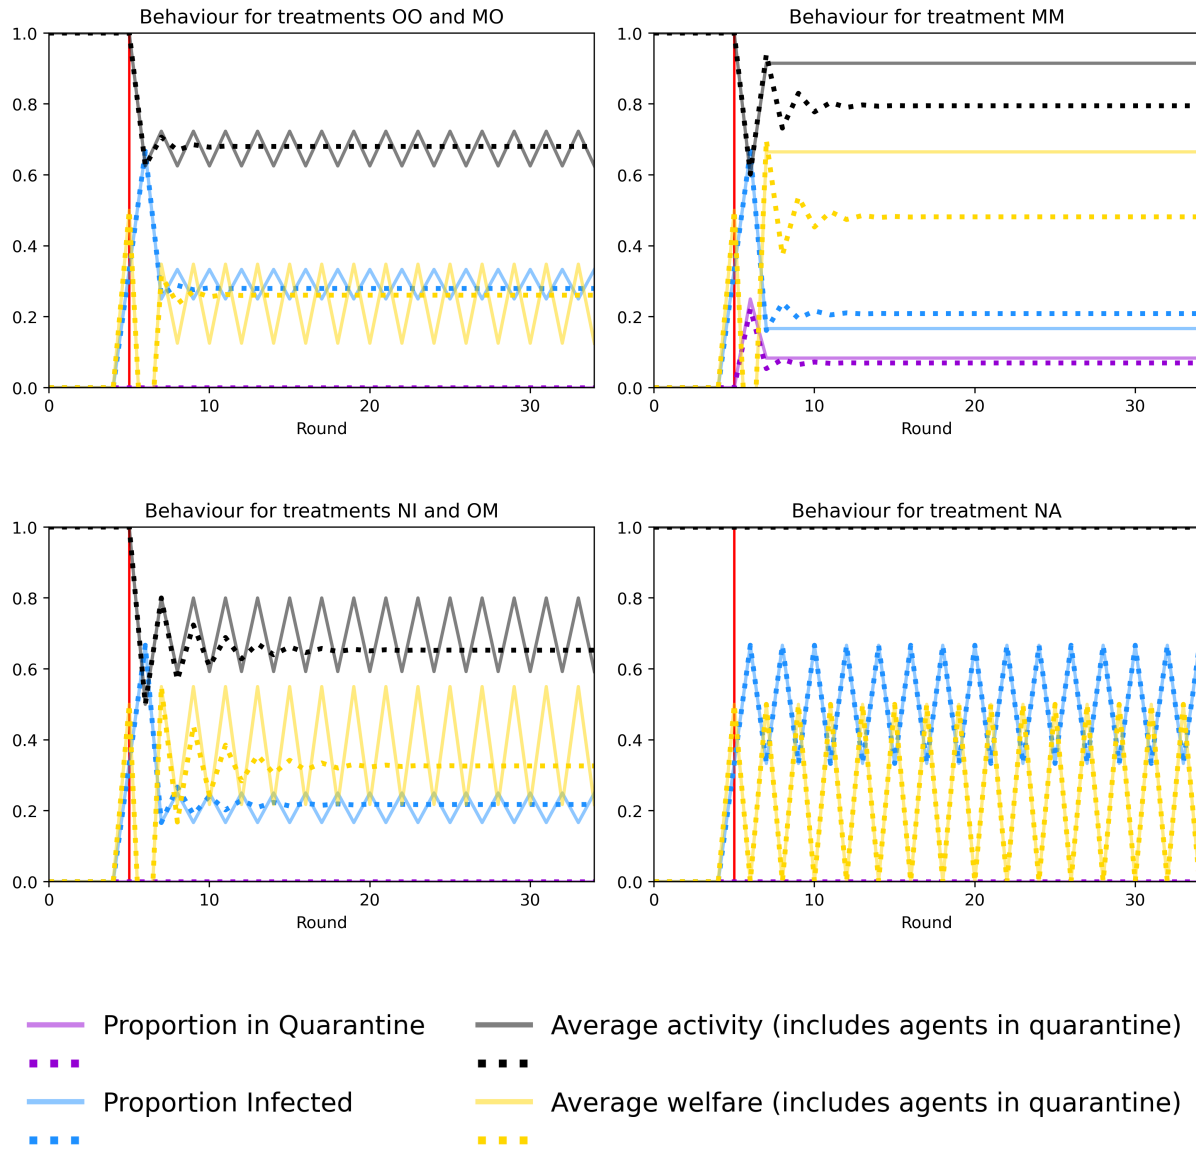 Behaviour for treatments OO and MO
1.0
0.8
0.6
0.4
0.2
0.0
0 10 20 30
Round
Behaviour for treatment MM
1.0
0.8
0.6
0.4
0.2
0.0
0 10 20 30
Round
Behaviour for treatments NI and OM
1.0
0.8
0.6
0.4
0.2
0.0
0 10 20 30
Round
Behaviour for treatment NA
1.0
0.8
0.6
0.4
0.2
0.0
0 10 20 30
Round
Proportion in Quarantine
Proportion Infected
Average activity (includes agents in quarantine)
Average welfare (includes agents in quarantine)